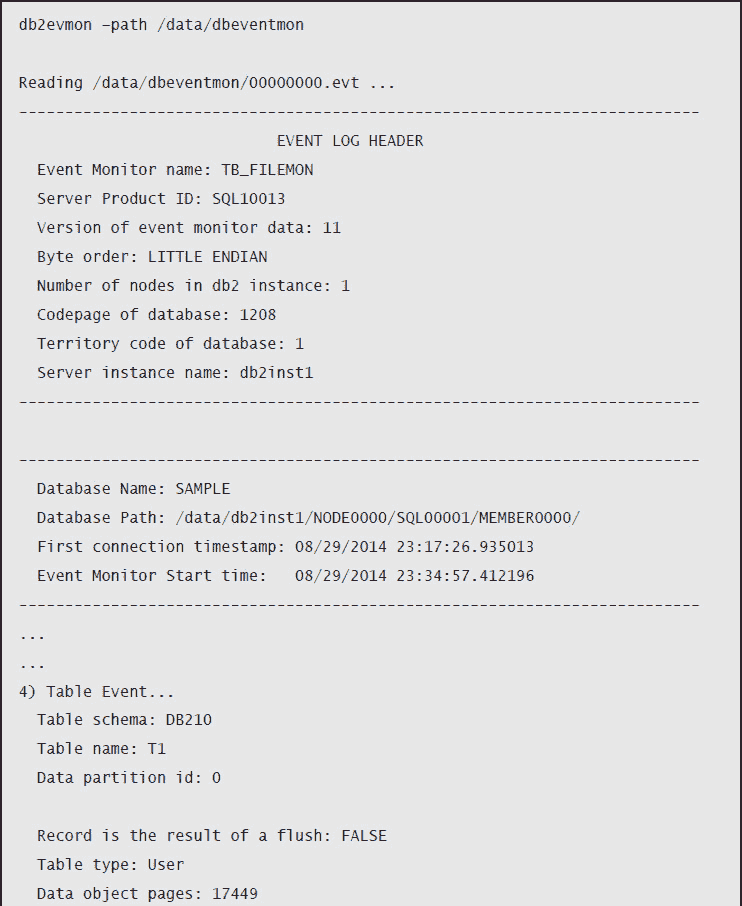 db2evmon –path /data/dbeventmon
Reading /data/dbeventmon/00000000.evt ...
--------------------------------------------------------------------------
EVENT LOG HEADER
Event Monitor name: TB_FILEMON
Server Product ID: SQL10013
Version of event monitor data: 11
Byte order: LITTLE ENDIAN
Number of nodes in db2 instance: 1
Codepage of database: 1208
Territory code of database: 1
Server instance name: db2inst1
--------------------------------------------------------------------------
--------------------------------------------------------------------------
Database Name: SAMPLE
Database Path: /data/db2inst1/NODE0000/SQL00001/MEMBER0000/
First connection timestamp: 08/29/2014 23:17:26.935013
Event Monitor Start time:   08/29/2014 23:34:57.412196
--------------------------------------------------------------------------
...
...
4) Table Event...
Table schema: DB210
Table name: T1
Data partition id: 0
Record is the result of a flush: FALSE
Table type: User
Data object pages: 17449